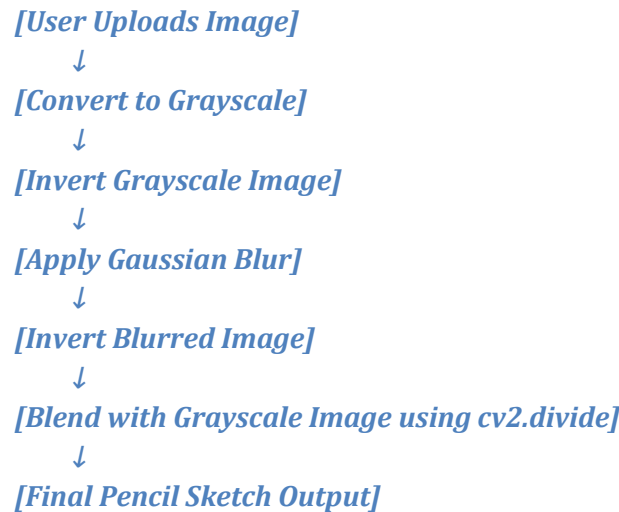 [User Uploads Image]
↓
[Convert to Grayscale]
↓
[Invert Grayscale Image]
↓
[Apply Gaussian Blur]
↓
[Invert Blurred Image]
↓
[Blend with Grayscale Image using cv2.divide]
↓
[Final Pencil Sketch Output]